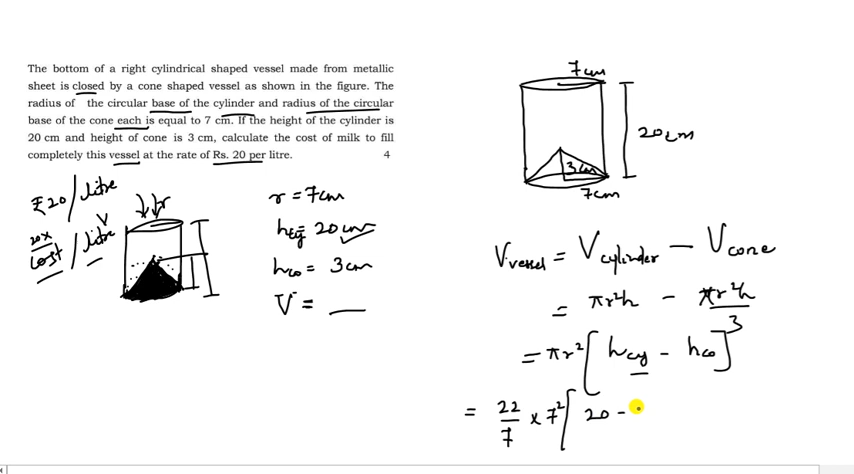 The bottom of a right cylindrical shaped vessel made from metallic
sheet is closed by a cone shaped vessel as shown in the figure. The
radius of the circular base of the cylinder and radius of the circular
base of the cone each is equal to 7 cm. If the height of the cylinder is
20 cm and height of cone is 3 cm, calculate the cost of milk to fill
completely this vessel at the rate of Rs. 20 per litre. 4
₹20/litre
20x
cost/litre
r = 7cm
hcy = 20cm
hco = 3cm
V = __
7cm
20cm
3cm
7cm
Vvessel = Vcylinder - Vcone
= πr²h - πr²h/3
= πr² [ hcy - hco ]
= 22/7 x 7² [ 20 -